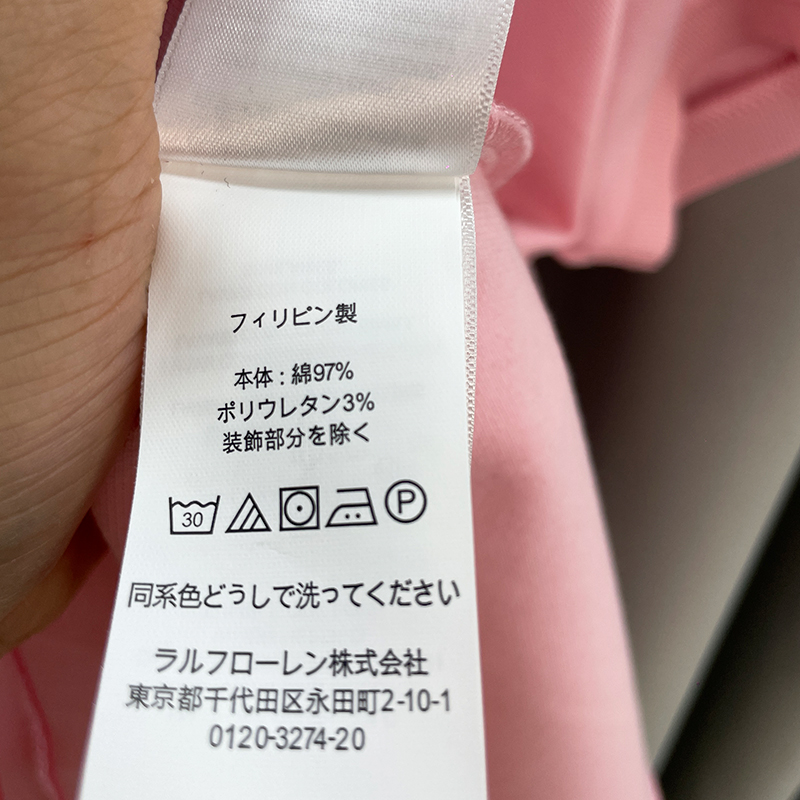 フィリピン製
本体：綿97%
ポリウレタン3%
装飾部分を除く
30 P
同系色どうしで洗ってください
ラルフローレン株式会社
東京都千代田区永田町2-10-1
0120-3274-20